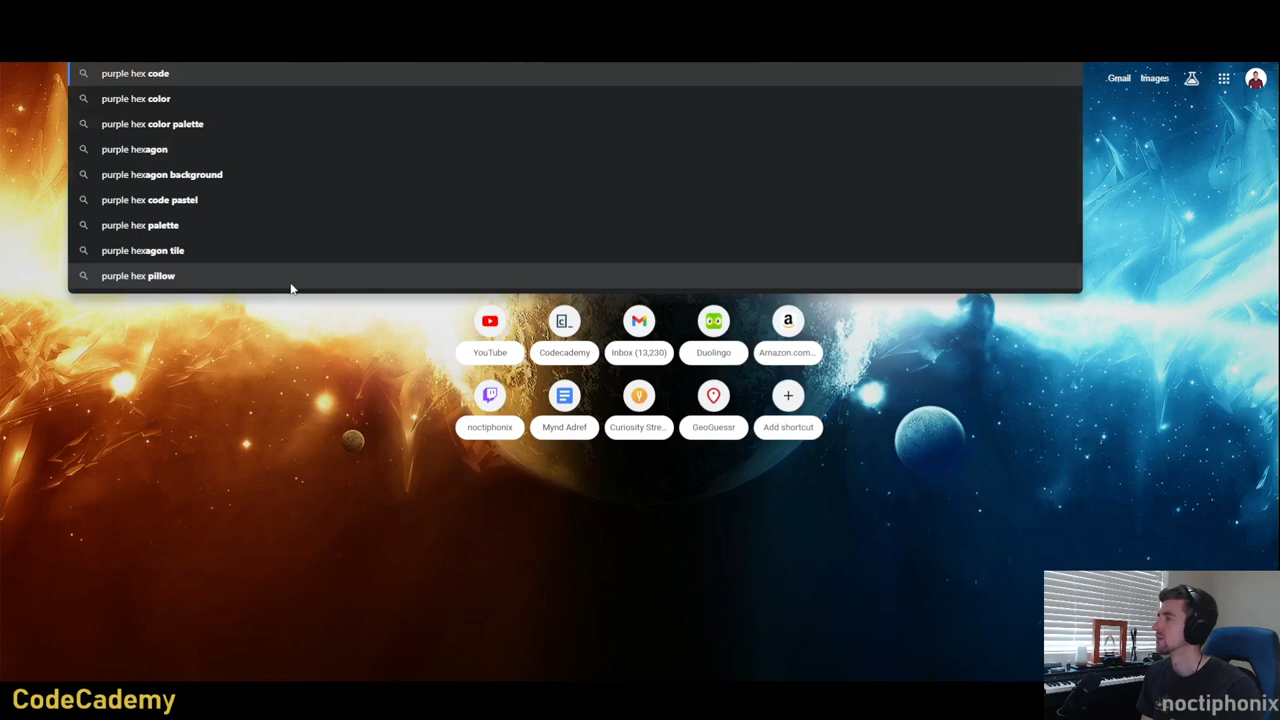 purple hex code
Gmail Images
purple hex color
purple hex color palette
purple hexagon
purple hexagon background
purple hex code pastel
purple hex palette
purple hexagon tile
purple hex pillow
YouTube
Codecademy
Inbox (13,230)
Duolingo
Amazon.com...
noctiphonix
Mynd Adref
Curiosity Stre...
GeoGuessr
Add shortcut
CodeCademy
noctiphonix